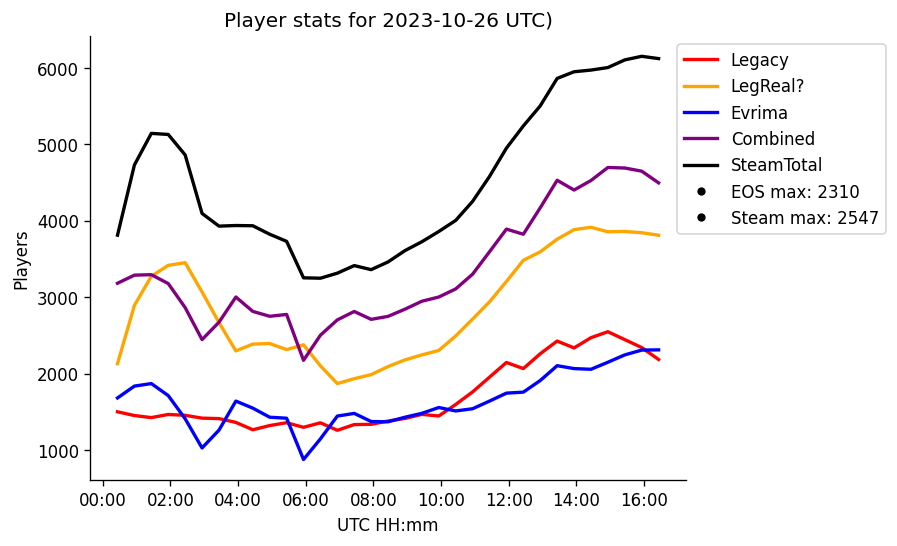 Player stats for 2023-10-26 UTC)
6000
5000
4000
3000
2000
1000
Players
00:00 02:00 04:00 06:00 08:00 10:00 12:00 14:00 16:00
UTC HH:mm
Legacy
LegReal?
Evrima
Combined
SteamTotal
EOS max: 2310
Steam max: 2547